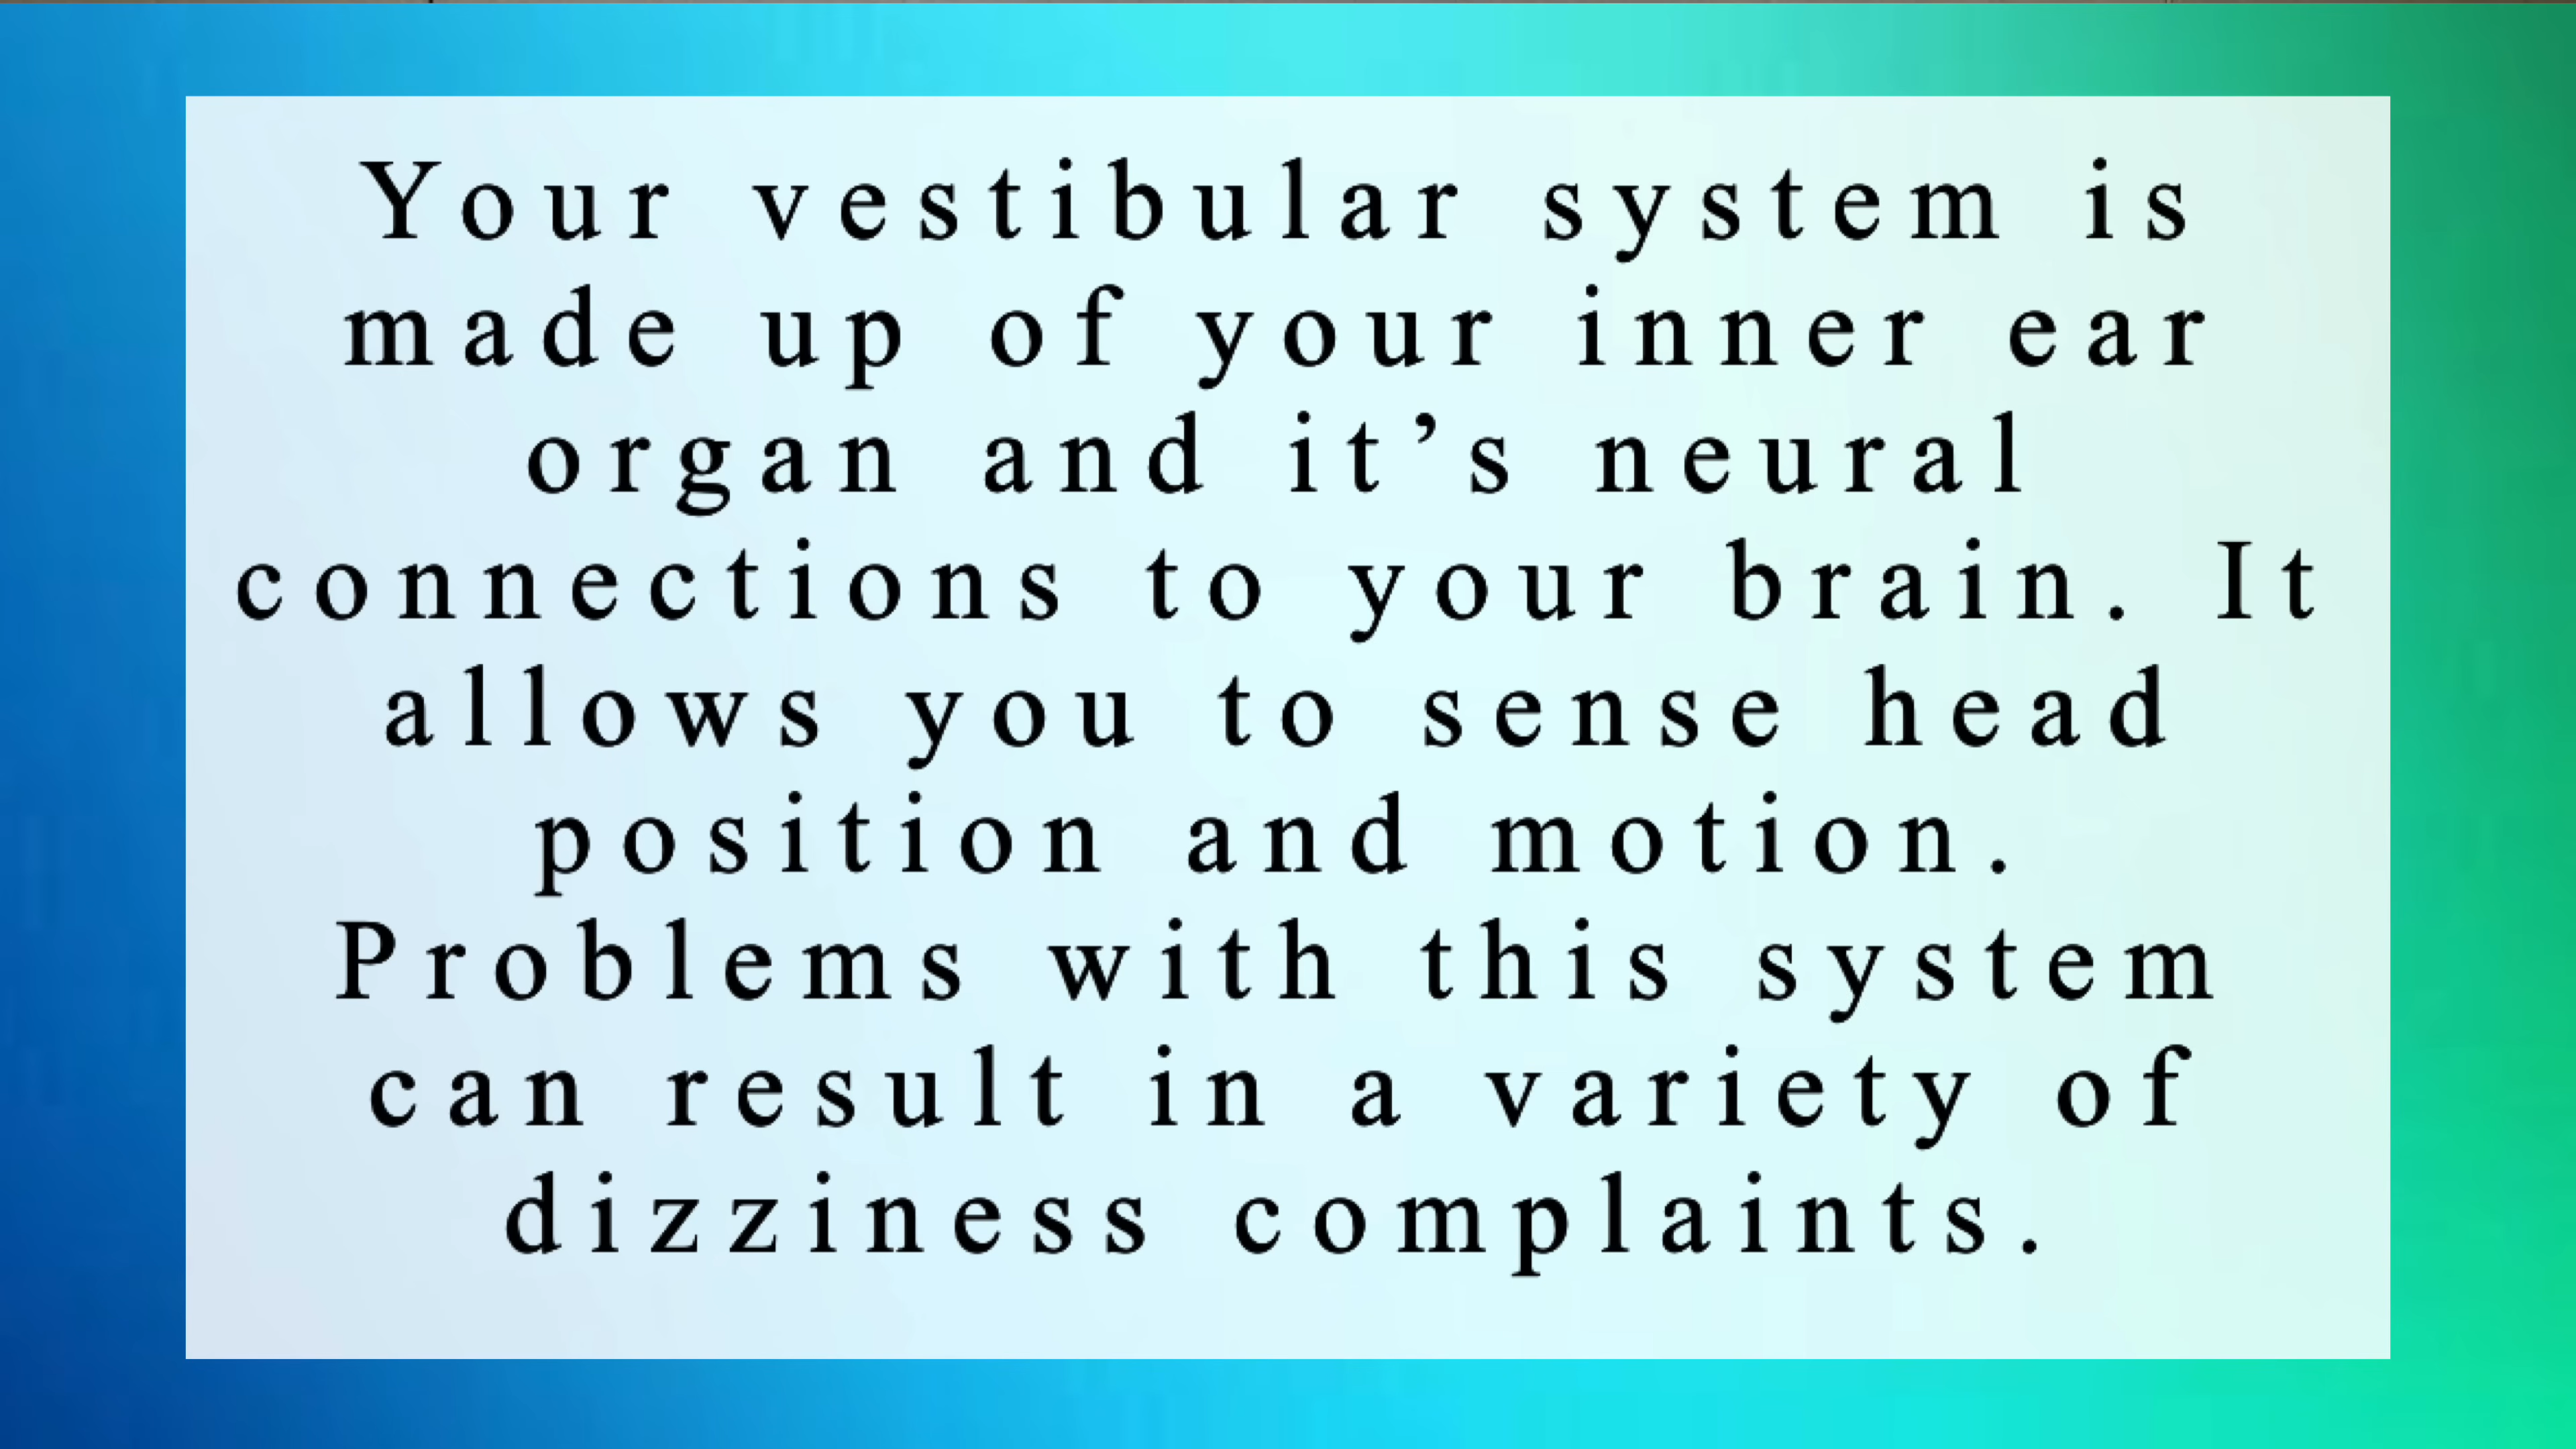 Your vestibular system is
made up of your inner ear
organ and it’s neural
connections to your brain. It
allows you to sense head
position and motion.
Problems with this system
can result in a variety of
dizziness complaints.